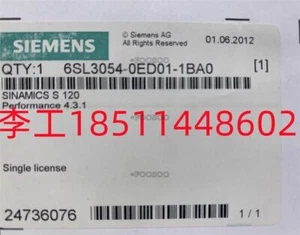 SIEMENS
© Siemens AG
All Rights Reserved
01.06.2012
QTY:1 6SL3054-0ED01-1BA0 [1]
SINAMICS S 120
Performance 4.3.1
李工18511448602
Single license
24736076
1 / 1